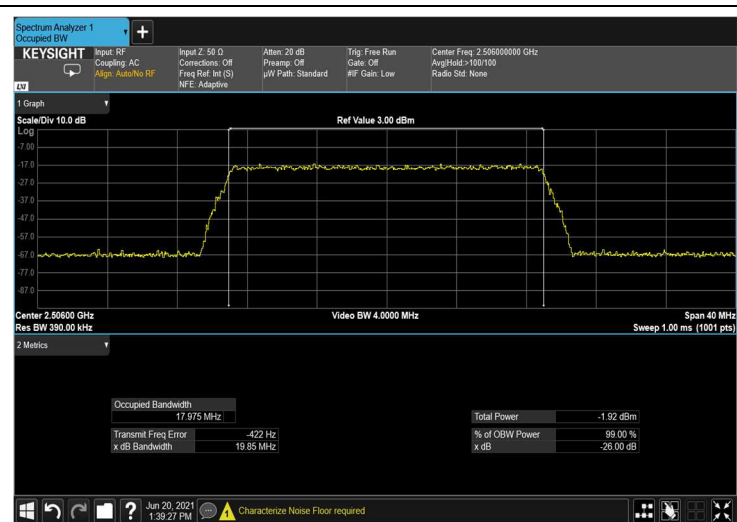 Spectrum Analyzer 1
Occupied BW
KEYSIGHT
LXI
Input: RF
Coupling: AC
Align: Auto/No RF
Input Z: 50 Ω
Corrections: Off
Freq Ref: Int (S)
NFE: Adaptive
Atten: 20 dB
Preamp: Off
µW Path: Standard
Trig: Free Run
Gate: Off
#IF Gain: Low
Center Freq: 2.506000000 GHz
Avg|Hold:>100/100
Radio Std: None
1 Graph
Scale/Div 10.0 dB
Ref Value 3.00 dBm
Log
-7.00
-17.0
-27.0
-37.0
-47.0
-57.0
-67.0
-77.0
-87.0
Center 2.50600 GHz
Video BW 4.0000 MHz
Span 40 MHz
Res BW 390.00 kHz
Sweep 1.00 ms (1001 pts)
2 Metrics
Occupied Bandwidth
17.975 MHz
Total Power -1.92 dBm
Transmit Freq Error -422 Hz
% of OBW Power 99.00 %
x dB Bandwidth 19.85 MHz
x dB -26.00 dB
?
Jun 20, 2021
1:39:27 PM
1
Characterize Noise Floor required